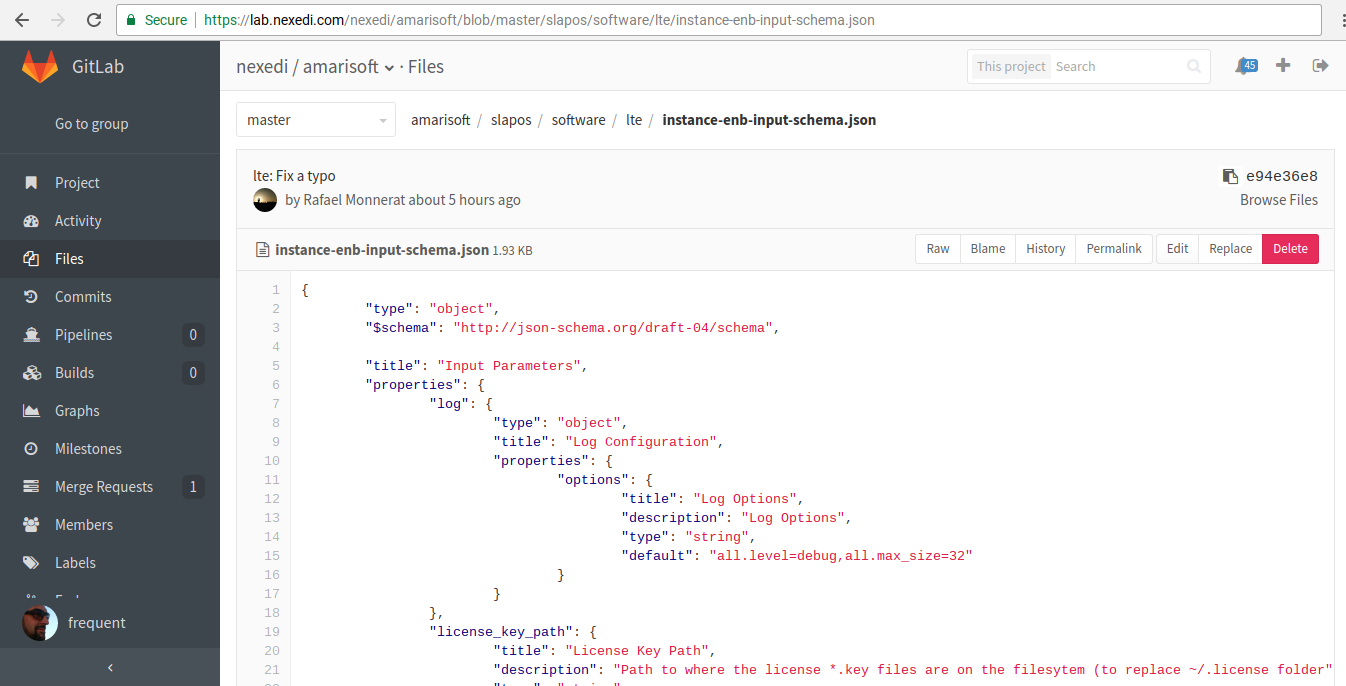 Secure https://lab.nexedi.com/nexedi/amarisoft/blob/master/slapos/software/lte/instance-enb-input-schema.json
GitLab
nexedi / amarisoft · Files
This project Search
45
Go to group
Project
Activity
Files
Commits
Pipelines 0
Builds 0
Graphs
Milestones
Merge Requests 1
Members
Labels
frequent
master
amarisoft / slapos / software / lte / instance-enb-input-schema.json
lte: Fix a typo
e94e36e8
by Rafael Monnerat about 5 hours ago
Browse Files
instance-enb-input-schema.json 1.93 KB
Raw Blame History Permalink Edit Replace Delete
1 {
2 "type": "object",
3 "$schema": "http://json-schema.org/draft-04/schema",
4
5 "title": "Input Parameters",
6 "properties": {
7 "log": {
8 "type": "object",
9 "title": "Log Configuration",
10 "properties": {
11 "options": {
12 "title": "Log Options",
13 "description": "Log Options",
14 "type": "string",
15 "default": "all.level=debug,all.max_size=32"
16 }
17 }
18 },
19 "license_key_path": {
20 "title": "License Key Path",
21 "description": "Path to where the license *.key files are on the filesytem (to replace ~/.license folder"